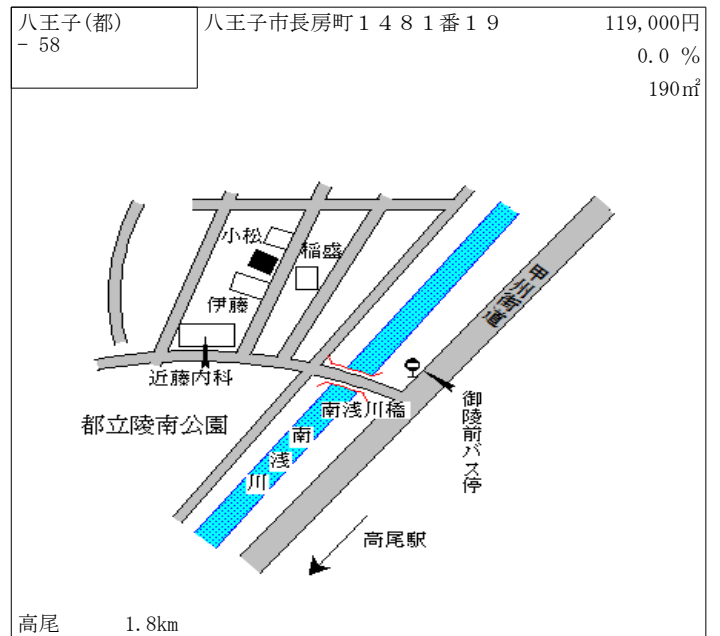 八王子(都)
- 58
八王子市長房町１４８１番１９
119,000円
0.0 %
190㎡
小松
稲盛
伊藤
近藤内科
都立陵南公園
甲州街道
御陵前バス停
南浅川橋
南浅川
高尾駅
高尾 1.8km